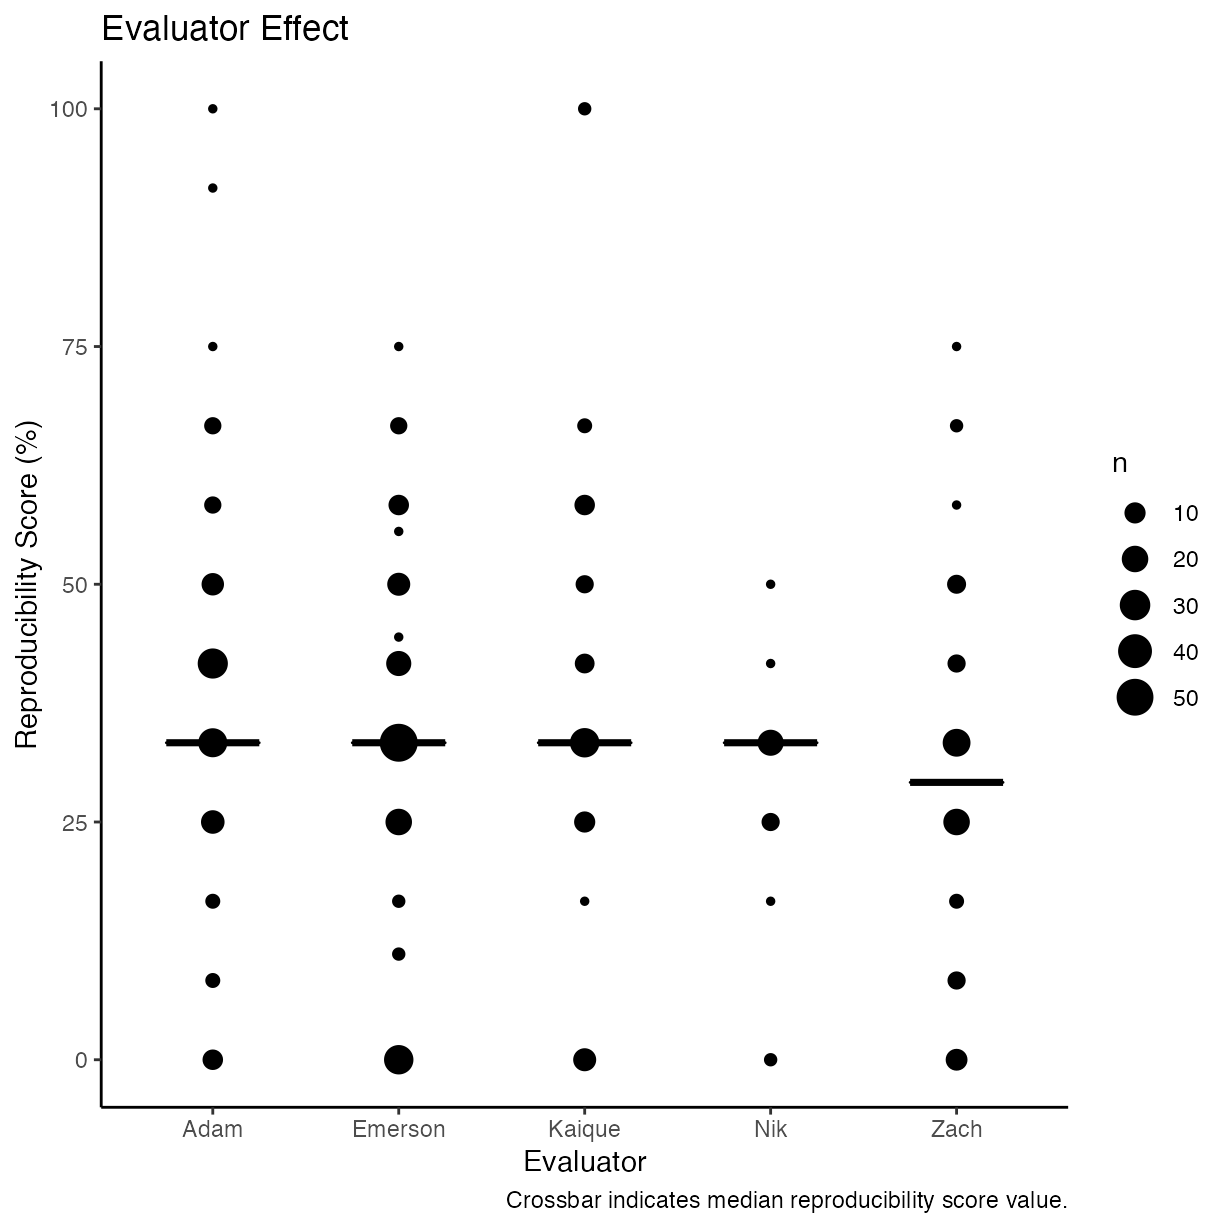 Evaluator Effect
100
75
50
25
0
Reproducibility Score (%)
Adam
Emerson
Kaique
Nik
Zach
Evaluator
Crossbar indicates median reproducibility score value.
n
10
20
30
40
50